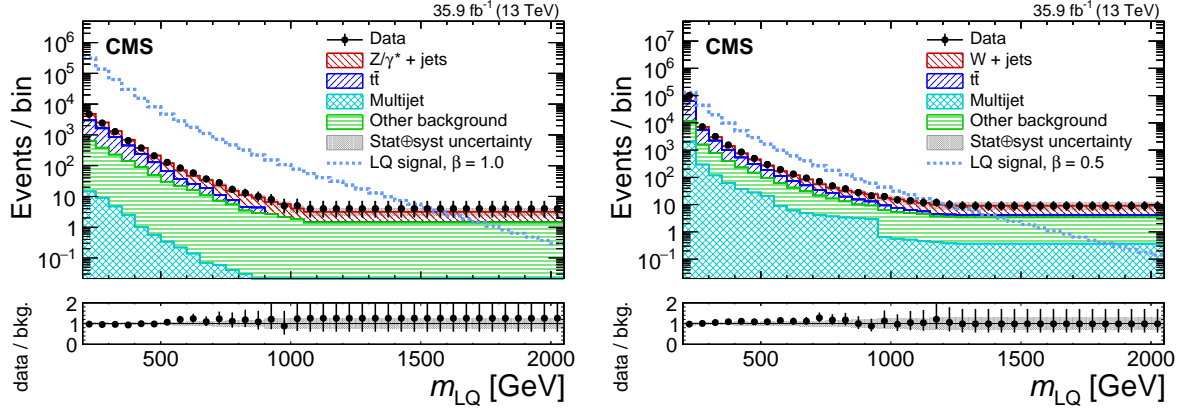 35.9 fb⁻¹ (13 TeV)
CMS
Data
Z/γ* + jets
tt̄
Multijet
Other background
Stat⊕syst uncertainty
LQ signal, β = 1.0
Events / bin
10⁶
10⁵
10⁴
10³
10²
10
1
10⁻¹
data / bkg.
2
1
0
500 1000 1500 2000
m_LQ [GeV]
35.9 fb⁻¹ (13 TeV)
CMS
Data
W + jets
tt̄
Multijet
Other background
Stat⊕syst uncertainty
LQ signal, β = 0.5
Events / bin
10⁷
10⁶
10⁵
10⁴
10³
10²
10
1
10⁻¹
data / bkg.
2
1
0
500 1000 1500 2000
m_LQ [GeV]